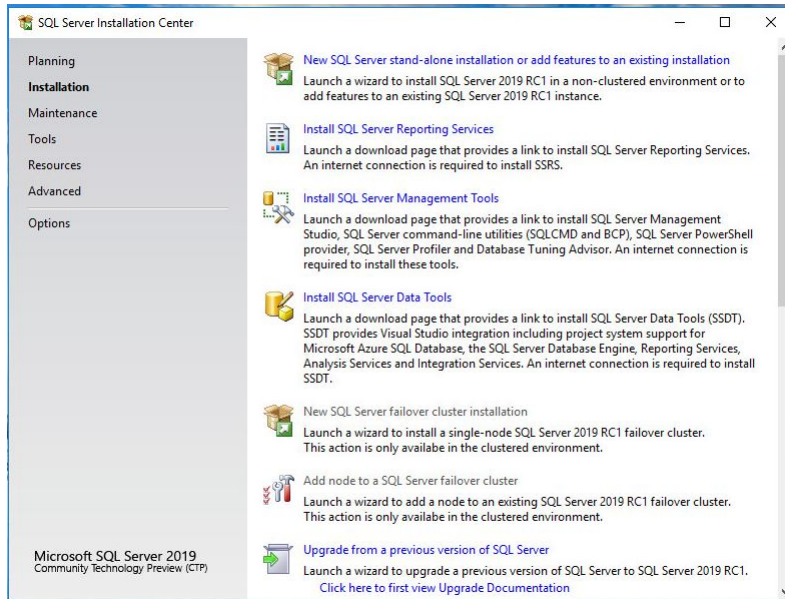 SQL Server Installation Center
Planning
Installation
Maintenance
Tools
Resources
Advanced
Options
Microsoft SQL Server 2019
Community Technology Preview (CTP)
New SQL Server stand-alone installation or add features to an existing installation
Launch a wizard to install SQL Server 2019 RC1 in a non-clustered environment or to
add features to an existing SQL Server 2019 RC1 instance.
Install SQL Server Reporting Services
Launch a download page that provides a link to install SQL Server Reporting Services.
An internet connection is required to install SSRS.
Install SQL Server Management Tools
Launch a download page that provides a link to install SQL Server Management
Studio, SQL Server command-line utilities (SQLCMD and BCP), SQL Server PowerShell
provider, SQL Server Profiler and Database Tuning Advisor. An internet connection is
required to install these tools.
Install SQL Server Data Tools
Launch a download page that provides a link to install SQL Server Data Tools (SSDT).
SSDT provides Visual Studio integration including project system support for
Microsoft Azure SQL Database, the SQL Server Database Engine, Reporting Services,
Analysis Services and Integration Services. An internet connection is required to install
SSDT.
New SQL Server failover cluster installation
Launch a wizard to install a single-node SQL Server 2019 RC1 failover cluster.
This action is only availabe in the clustered environment.
Add node to a SQL Server failover cluster
Launch a wizard to add a node to an existing SQL Server 2019 RC1 failover cluster.
This action is only availabe in the clustered environment.
Upgrade from a previous version of SQL Server
Launch a wizard to upgrade a previous version of SQL Server to SQL Server 2019 RC1.
Click here to first view Upgrade Documentation